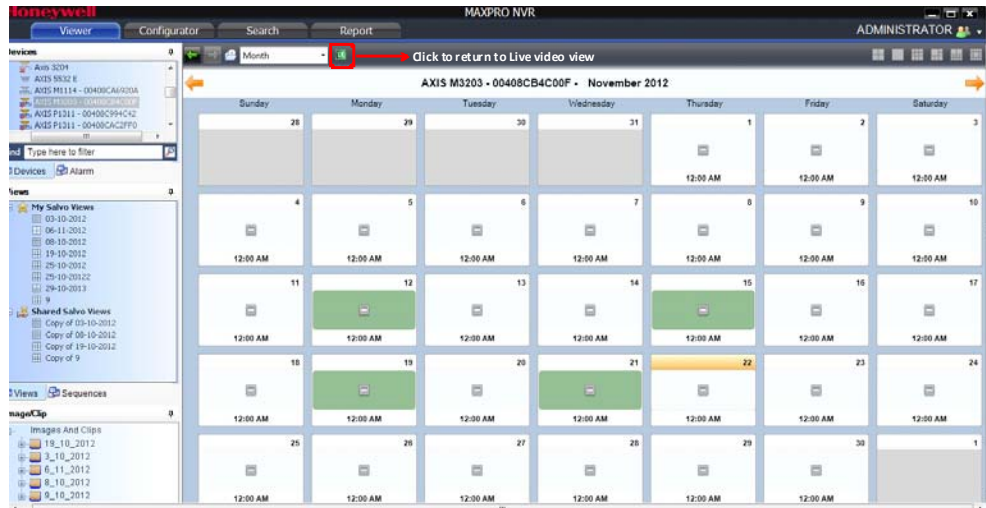 Honeywell
MAXPRO NVR
Viewer Configurator Search Report
ADMINISTRATOR
Devices
Month
Click to return to Live video view
Axis 3204
AXIS 5532 E
AXIS M1114 - 00408CA6920A
AXIS M3203 - 00408CB4C00F
AXIS P1311 - 00408C994C42
AXIS P1311 - 00408CAC2FF0
Type here to filter
Devices Alarm
Views
My Salvo Views
03-10-2012
06-11-2012
08-10-2012
19-10-2012
25-10-2012
25-10-20122
29-10-2013
9
Shared Salvo Views
Copy of 03-10-2012
Copy of 08-10-2012
Copy of 19-10-2012
Copy of 9
Views Sequences
Image/Clip
Images And Clips
19_10_2012
3_10_2012
6_11_2012
8_10_2012
9_10_2012
AXIS M3203 - 00408CB4C00F - November 2012
Sunday Monday Tuesday Wednesday Thursday Friday Saturday
28 29 30 31 1 2 3
12:00 AM 12:00 AM 12:00 AM
4 5 6 7 8 9 10
12:00 AM 12:00 AM 12:00 AM 12:00 AM 12:00 AM 12:00 AM 12:00 AM
11 12 13 14 15 16 17
12:00 AM 12:00 AM 12:00 AM 12:00 AM 12:00 AM 12:00 AM 12:00 AM
18 19 20 21 22 23 24
12:00 AM 12:00 AM 12:00 AM 12:00 AM 12:00 AM 12:00 AM 12:00 AM
25 26 27 28 29 30 1
12:00 AM 12:00 AM 12:00 AM 12:00 AM 12:00 AM 12:00 AM